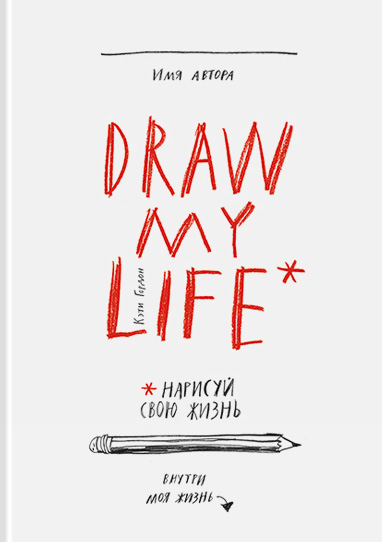 Имя автора
DRAW
MY
LIFE*
Кэти Гордон
* НАРИСУЙ
СВОЮ ЖИЗНЬ
ВНУТРИ
МОЯ ЖИЗНЬ